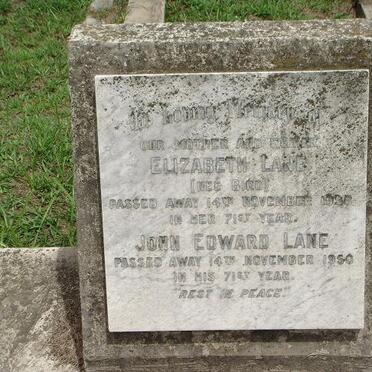 In Loving Memory of
OUR MOTHER AND FATHER
ELIZABETH LANE
(NEE BIRD)
PASSED AWAY 14TH NOVEMBER
IN HER 71ST YEAR.
JOHN EDWARD LANE
PASSED AWAY 14TH NOVEMBER 1950
IN HIS 71ST YEAR.
"REST IN PEACE"